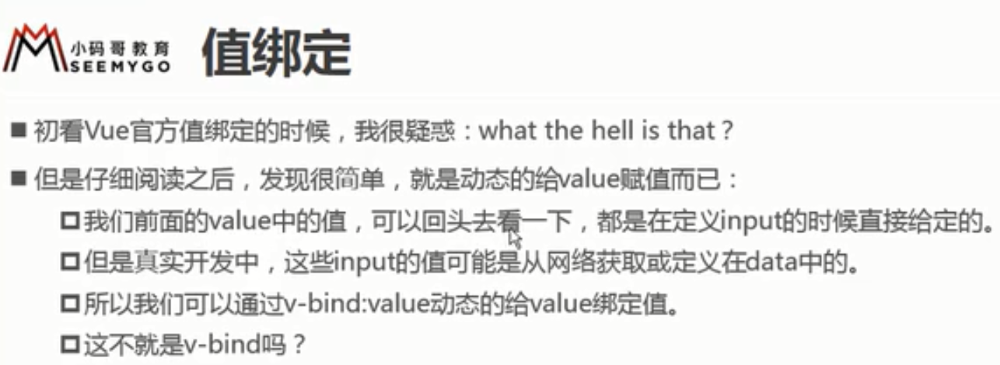 小码哥教育
SEEMYGO
值绑定
初看Vue官方值绑定的时候，我很疑惑：what the hell is that？
但是仔细阅读之后，发现很简单，就是动态的给value赋值而已：
我们前面的value中的值，可以回头去看一下，都是在定义input的时候直接给定的。
但是真实开发中，这些input的值可能是从网络获取或定义在data中的。
所以我们可以通过v-bind:value动态的给value绑定值。
这不就是v-bind吗？